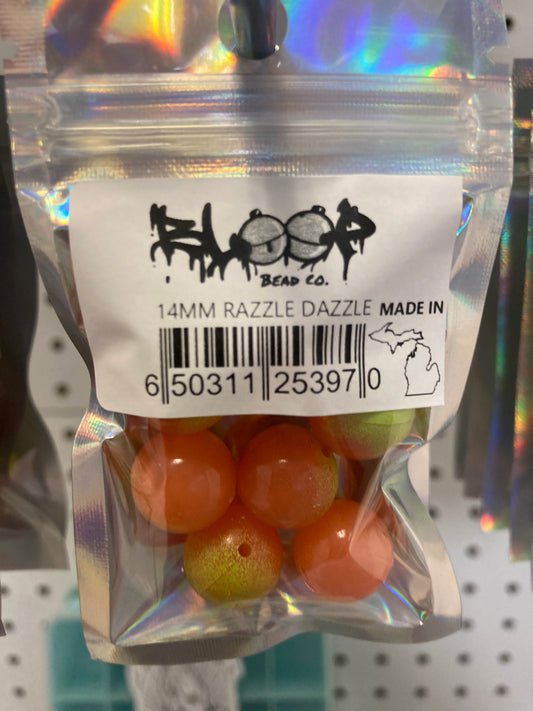 BLOOP
BEAD CO.
14MM RAZZLE DAZZLE MADE IN
6 50311 25397 0